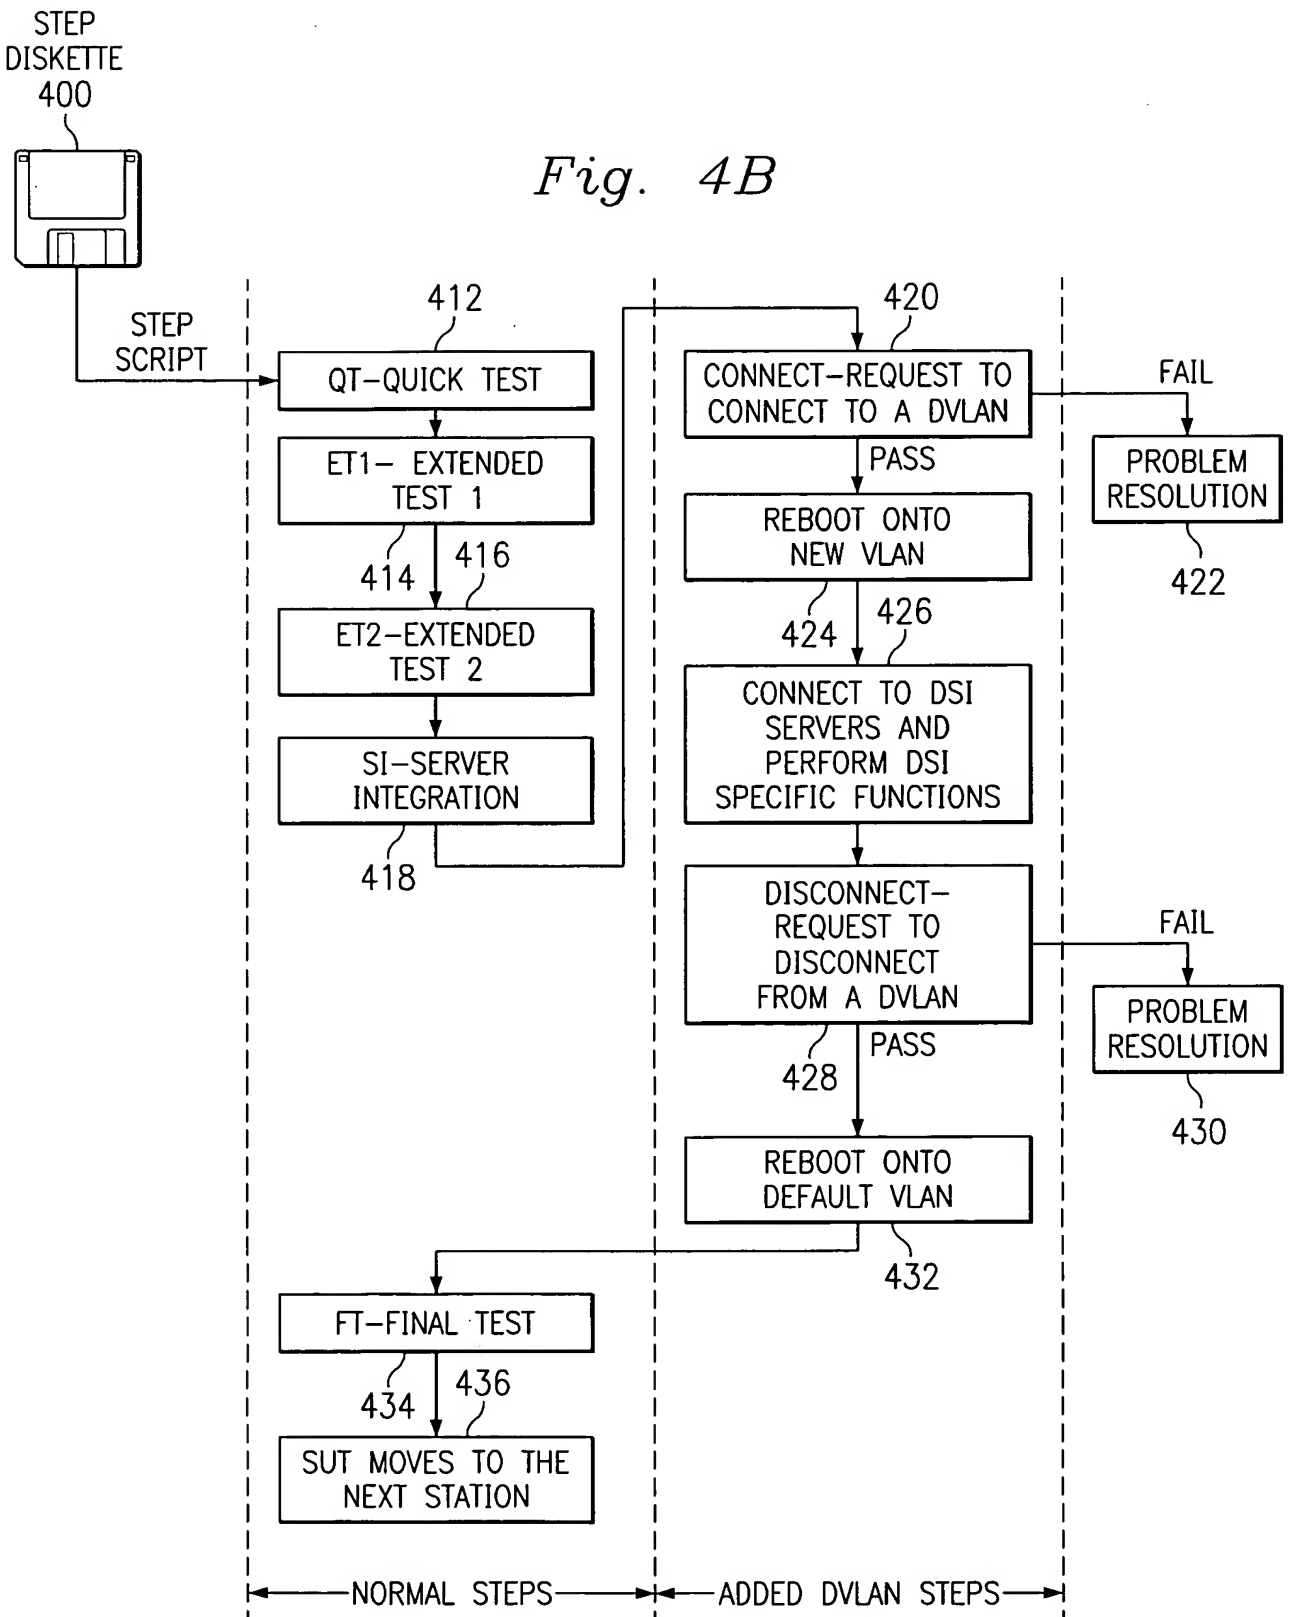 STEP
DISKETTE
400
Fig. 4B
STEP
SCRIPT
412
QT-QUICK TEST
ET1- EXTENDED
TEST 1
414
416
ET2-EXTENDED
TEST 2
SI-SERVER
INTEGRATION
418
420
CONNECT-REQUEST TO
CONNECT TO A DVLAN
FAIL
PROBLEM
RESOLUTION
422
PASS
REBOOT ONTO
NEW VLAN
424
426
CONNECT TO DSI
SERVERS AND
PERFORM DSI
SPECIFIC FUNCTIONS
DISCONNECT-
REQUEST TO
DISCONNECT
FROM A DVLAN
FAIL
PROBLEM
RESOLUTION
430
428
PASS
REBOOT ONTO
DEFAULT VLAN
432
FT-FINAL TEST
434
436
SUT MOVES TO THE
NEXT STATION
NORMAL STEPS
ADDED DVLAN STEPS